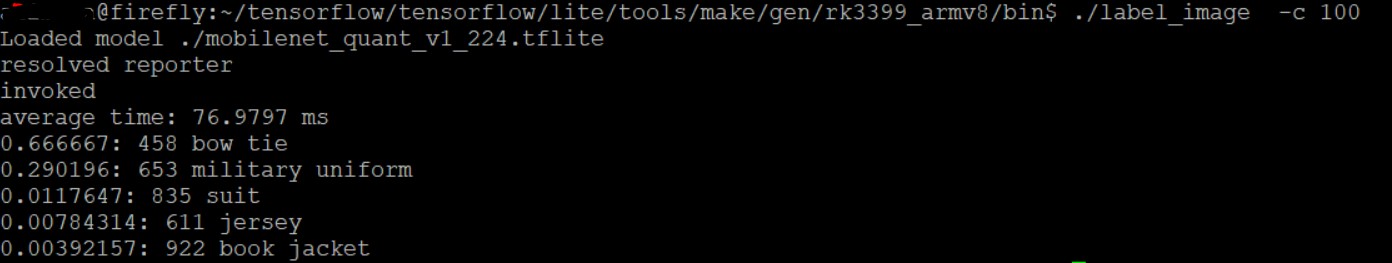 @firefly:~/tensorflow/tensorflow/lite/tools/make/gen/rk3399_armv8/bin$ ./label_image  -c 100
Loaded model ./mobilenet_quant_v1_224.tflite
resolved reporter
invoked
average time: 76.9797 ms
0.666667: 458 bow tie
0.290196: 653 military uniform
0.0117647: 835 suit
0.00784314: 611 jersey
0.00392157: 922 book jacket